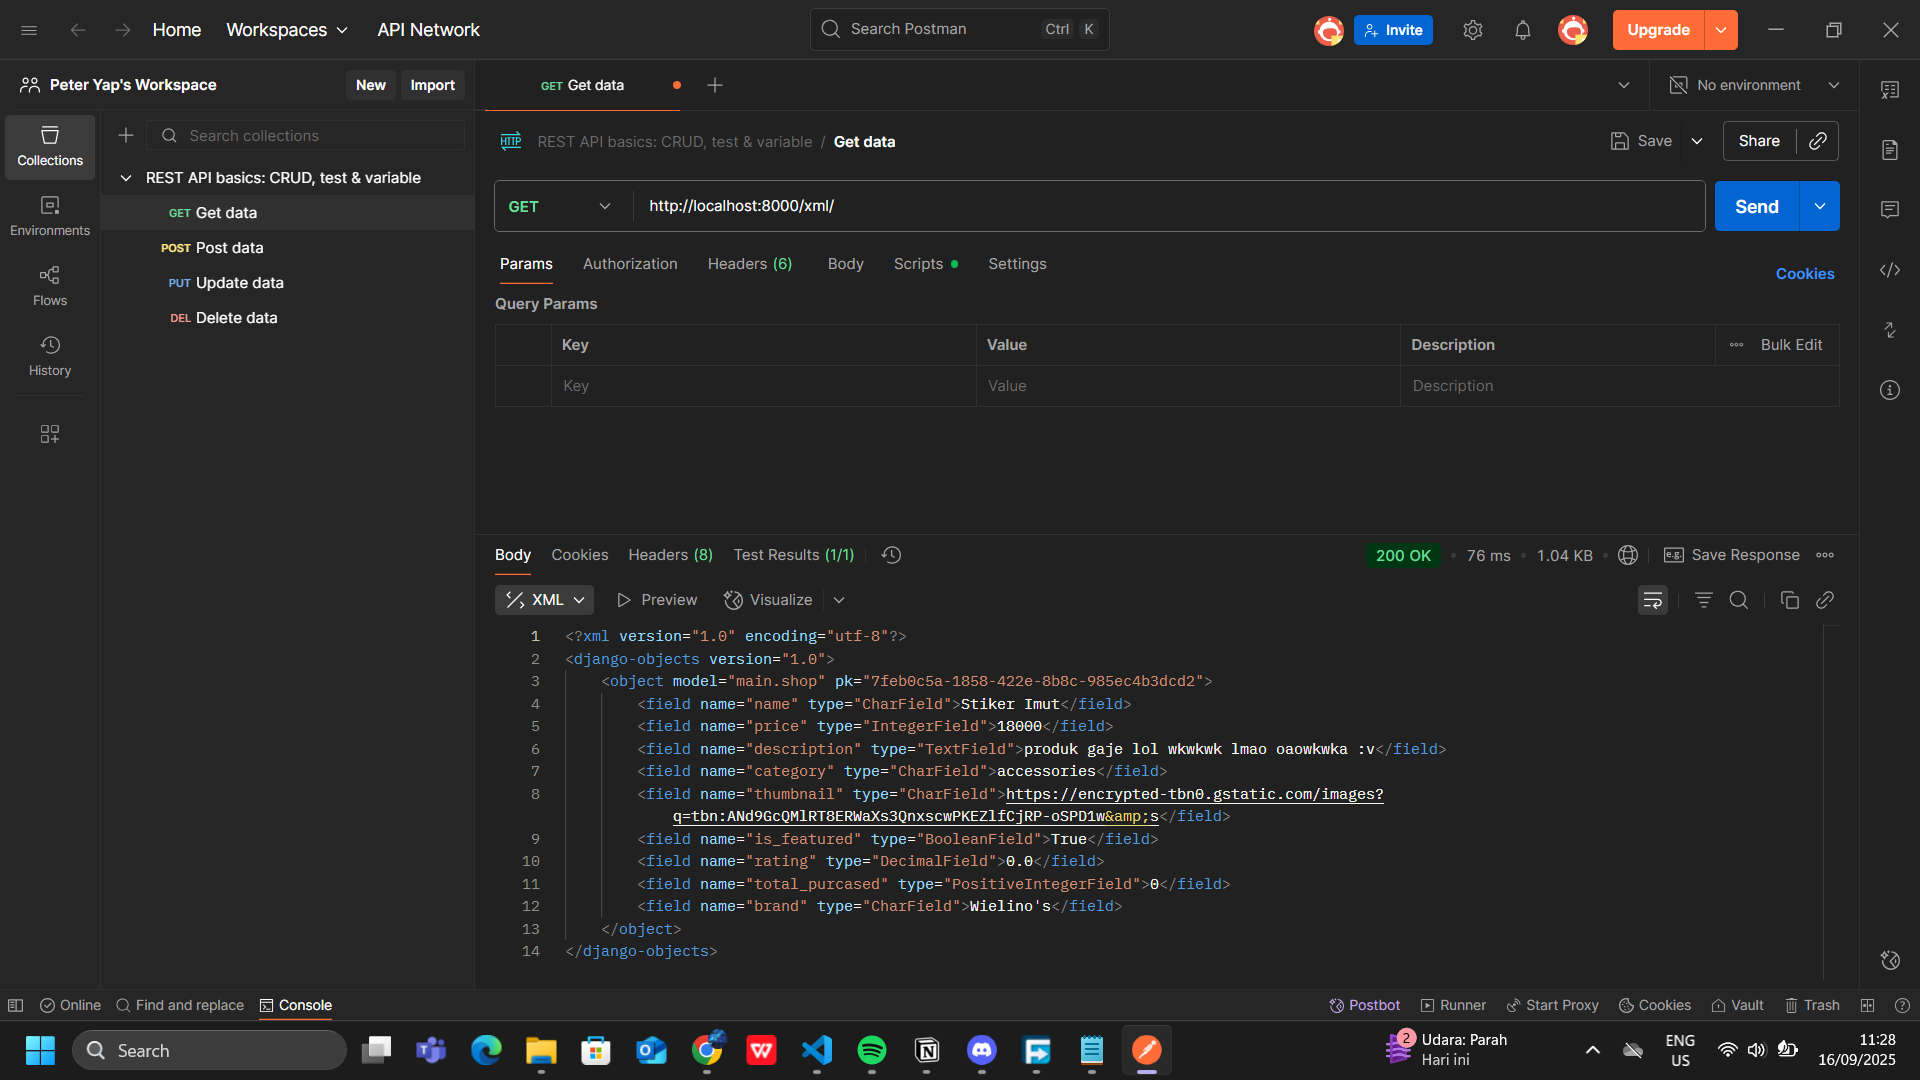 Home
Workspaces
API Network
Search Postman
Ctrl K
Invite
Upgrade
Peter Yap's Workspace
New
Import
GET Get data
No environment
Collections
Environments
Flows
History
Search collections
REST API basics: CRUD, test & variable
GET Get data
POST Post data
PUT Update data
DEL Delete data
HTTP
REST API basics: CRUD, test & variable / Get data
Save
Share
GET
http://localhost:8000/xml/
Send
Params
Authorization
Headers (6)
Body
Scripts
Settings
Cookies
Query Params
Key Value Description Bulk Edit
Key Value Description
Body
Cookies
Headers (8)
Test Results (1/1)
200 OK
76 ms
1.04 KB
e.g. Save Response
XML
Preview
Visualize
1 <?xml version="1.0" encoding="utf-8"?>
2 <django-objects version="1.0">
3 <object model="main.shop" pk="7feb0c5a-1858-422e-8b8c-985ec4b3dcd2">
4 <field name="name" type="CharField">Stiker Imut</field>
5 <field name="price" type="IntegerField">18000</field>
6 <field name="description" type="TextField">produk gaje lol wkwkwk lmao oaowkwka :v</field>
7 <field name="category" type="CharField">accessories</field>
8 <field name="thumbnail" type="CharField">https://encrypted-tbn0.gstatic.com/images?
q=tbn:ANd9GcQMlRT8ERWaXs3QnxscwPKEZlfCjRP-oSPD1w&amp;s</field>
9 <field name="is_featured" type="BooleanField">True</field>
10 <field name="rating" type="DecimalField">0.0</field>
11 <field name="total_purcased" type="PositiveIntegerField">0</field>
12 <field name="brand" type="CharField">Wielino's</field>
13 </object>
14 </django-objects>
Online
Find and replace
Console
Postbot
Runner
Start Proxy
Cookies
Vault
Trash
Search
2
Udara: Parah
Hari ini
ENG
US
11:28
16/09/2025